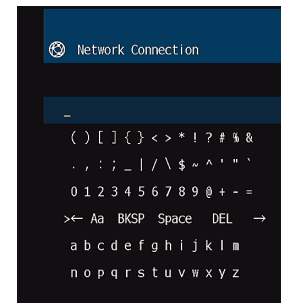 Network Connection
_
( ) [ ] { } < > * ! ? # % &
. , : ; _ | / \ $ ~ ^ ' " `
0 1 2 3 4 5 6 7 8 9 @ + - =
>← Aa BKSP Space DEL →
a b c d e f g h i j k l m
n o p q r s t u v w x y z